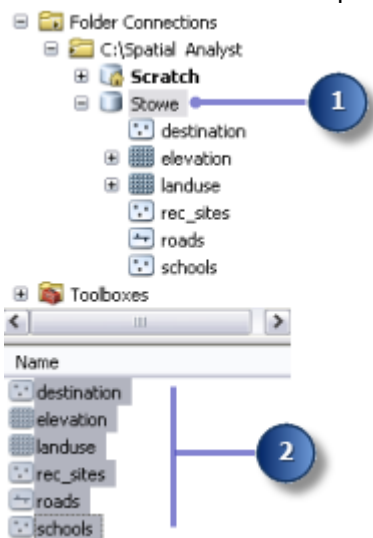 Folder Connections
C:\Spatial Analyst
Scratch
Stowe
1
destination
elevation
landuse
rec_sites
roads
schools
Toolboxes
Name
destination
elevation
landuse
rec_sites
2
roads
schools